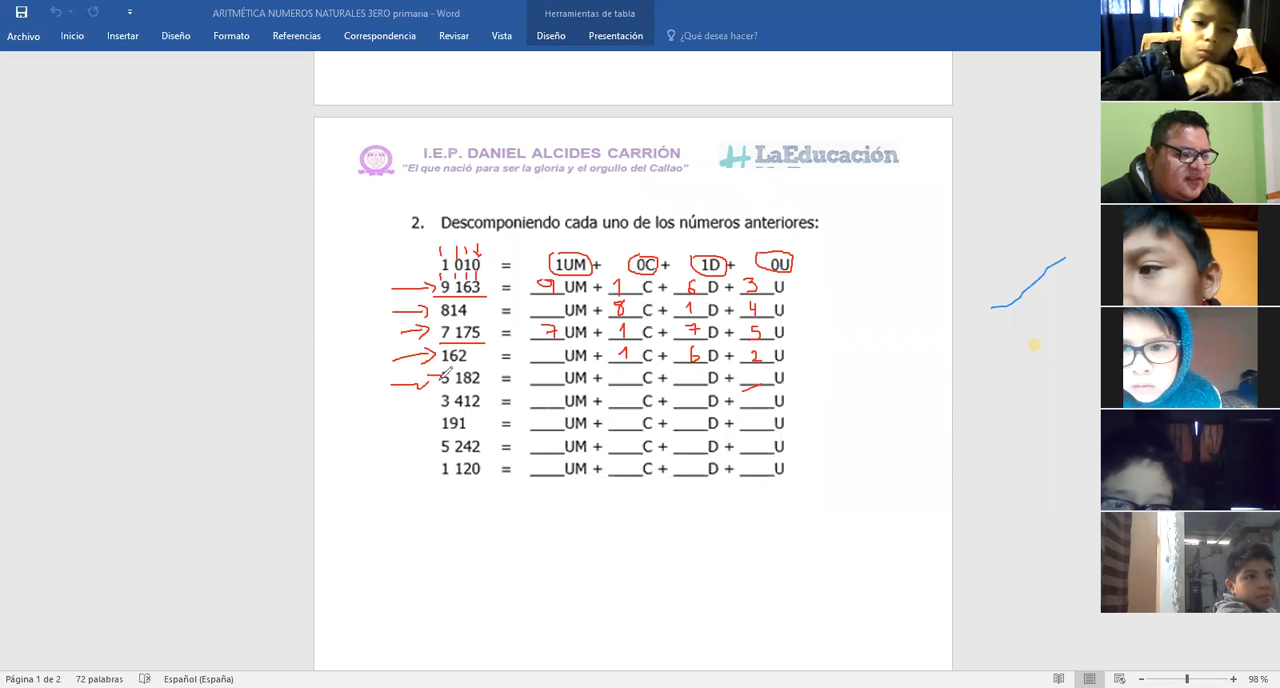 ARITMÉTICA NUMEROS NATURALES 3ERO primaria - Word
Herramientas de tabla
Archivo Inicio Insertar Diseño Formato Referencias Correspondencia Revisar Vista Diseño Presentación ¿Qué desea hacer?
I.E.P. DANIEL ALCIDES CARRIÓN
"El que nació para ser la gloria y el orgullo del Callao"
LaEducación
2. Descomponiendo cada uno de los números anteriores:
1 010 = 1UM + 0C + 1D + 0U
9 163 = 9 UM + 1 C + 6 D + 3 U
814 = ____UM + 8 C + 1 D + 4 U
7 175 = 7 UM + 1 C + 7 D + 5 U
162 = ____UM + 1 C + 6 D + 2 U
5 182 = ____UM + ____C + ____D + ____U
3 412 = ____UM + ____C + ____D + ____U
191 = ____UM + ____C + ____D + ____U
5 242 = ____UM + ____C + ____D + ____U
1 120 = ____UM + ____C + ____D + ____U
Página 1 de 2 72 palabras Español (España) 98 %